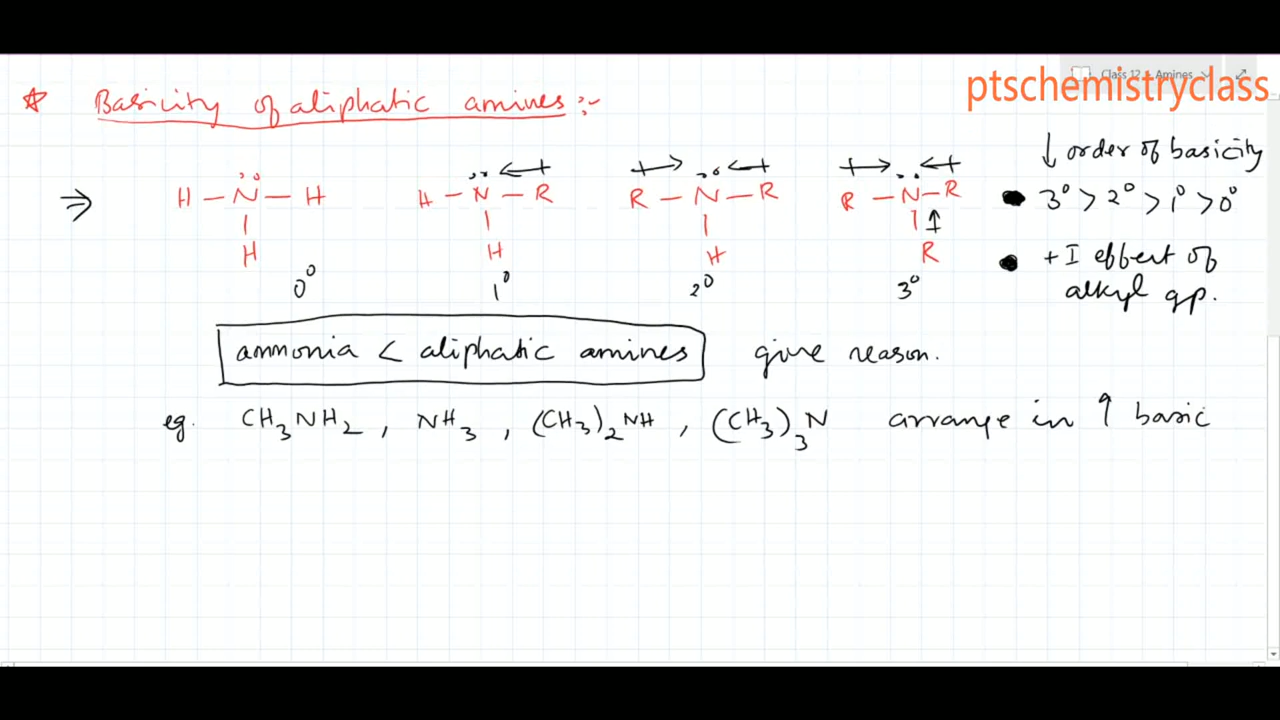 Class 12 - Amines
ptschemistryclass
☆ Basicity of aliphatic amines :-
↓ order of basicity
⇒ H – N̈ – H H – N̈ – R R – N̈ – R R – N̈ – R
H H H R
0° 1° 2° 3°
• 3° > 2° > 1° > 0°
• + I effect of
alkyl gp.
ammonia < aliphatic amines give reason.
eg. CH₃NH₂ , NH₃ , (CH₃)₂NH , (CH₃)₃N arrange in ↑ basic